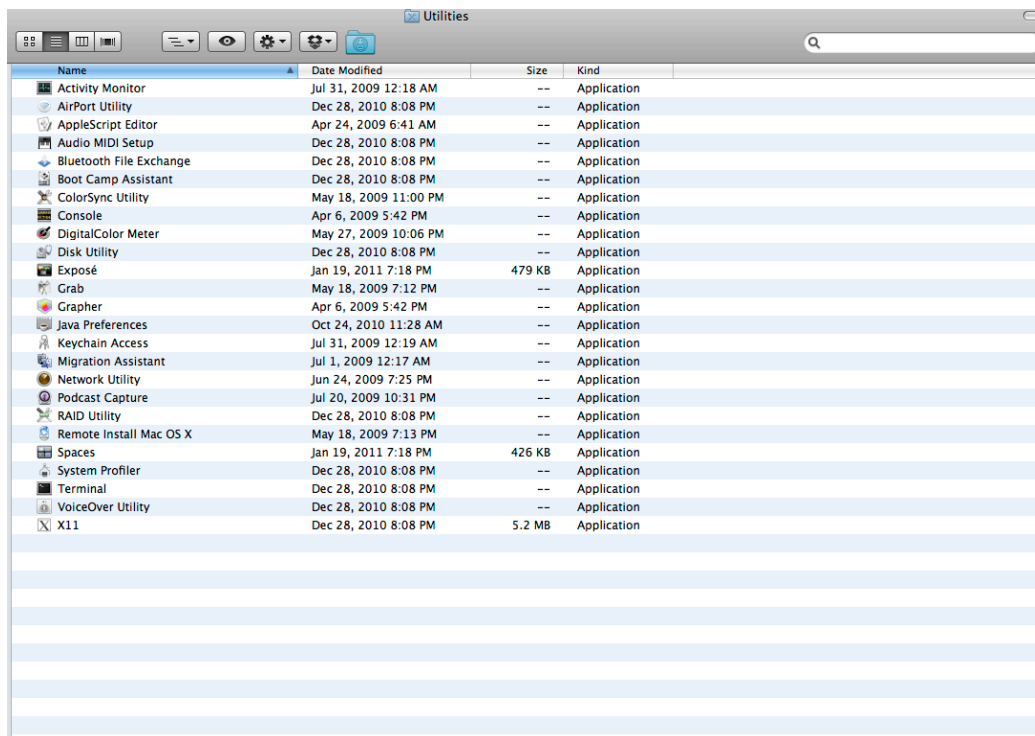 Utilities
Name Date Modified Size Kind
Activity Monitor Jul 31, 2009 12:18 AM -- Application
AirPort Utility Dec 28, 2010 8:08 PM -- Application
AppleScript Editor Apr 24, 2009 6:41 AM -- Application
Audio MIDI Setup Dec 28, 2010 8:08 PM -- Application
Bluetooth File Exchange Dec 28, 2010 8:08 PM -- Application
Boot Camp Assistant Dec 28, 2010 8:08 PM -- Application
ColorSync Utility May 18, 2009 11:00 PM -- Application
Console Apr 6, 2009 5:42 PM -- Application
DigitalColor Meter May 27, 2009 10:06 PM -- Application
Disk Utility Dec 28, 2010 8:08 PM -- Application
Exposé Jan 19, 2011 7:18 PM 479 KB Application
Grab May 18, 2009 7:12 PM -- Application
Grapher Apr 6, 2009 5:42 PM -- Application
Java Preferences Oct 24, 2010 11:28 AM -- Application
Keychain Access Jul 31, 2009 12:19 AM -- Application
Migration Assistant Jul 1, 2009 12:17 AM -- Application
Network Utility Jun 24, 2009 7:25 PM -- Application
Podcast Capture Jul 20, 2009 10:31 PM -- Application
RAID Utility Dec 28, 2010 8:08 PM -- Application
Remote Install Mac OS X May 18, 2009 7:13 PM -- Application
Spaces Jan 19, 2011 7:18 PM 426 KB Application
System Profiler Dec 28, 2010 8:08 PM -- Application
Terminal Dec 28, 2010 8:08 PM -- Application
VoiceOver Utility Dec 28, 2010 8:08 PM -- Application
X11 Dec 28, 2010 8:08 PM 5.2 MB Application